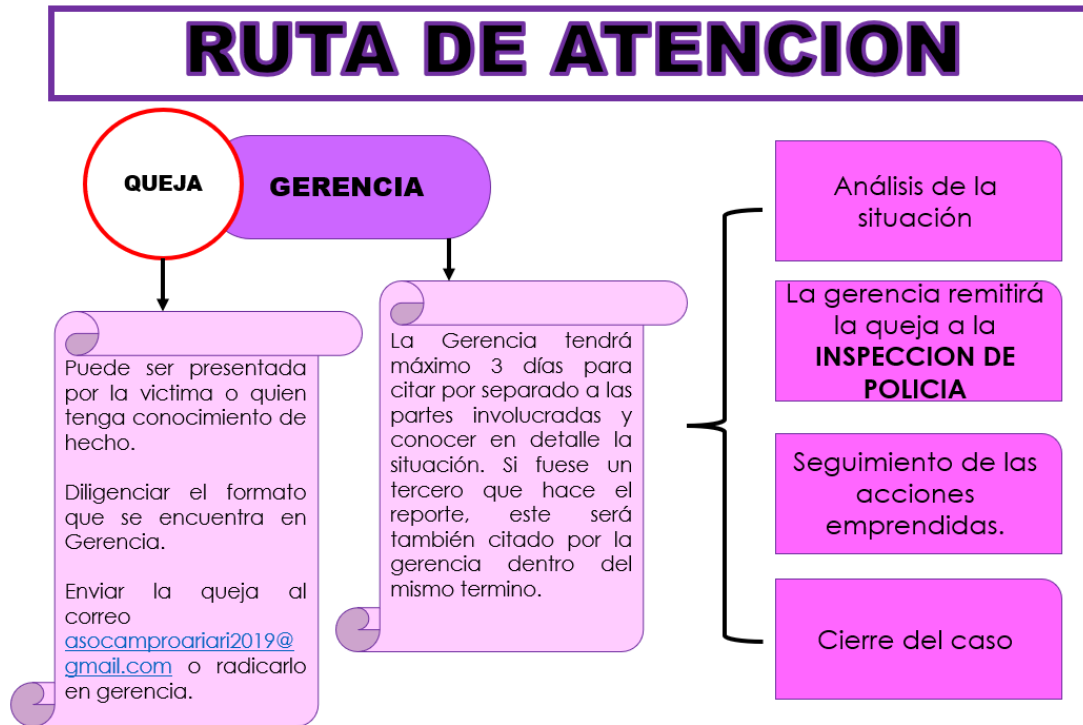 RUTA DE ATENCION
QUEJA
GERENCIA
Puede ser presentada
por la victima o quien
tenga conocimiento de
hecho.
Diligenciar el formato
que se encuentra en
Gerencia.
Enviar la queja al
correo
asocamproariari2019@
gmail.com o radicarlo
en gerencia.
La Gerencia tendrá
máximo 3 días para
citar por separado a las
partes involucradas y
conocer en detalle la
situación. Si fuese un
tercero que hace el
reporte, este será
también citado por la
gerencia dentro del
mismo termino.
Análisis de la
situación
La gerencia remitirá
la queja a la
INSPECCION DE
POLICIA
Seguimiento de las
acciones
emprendidas.
Cierre del caso